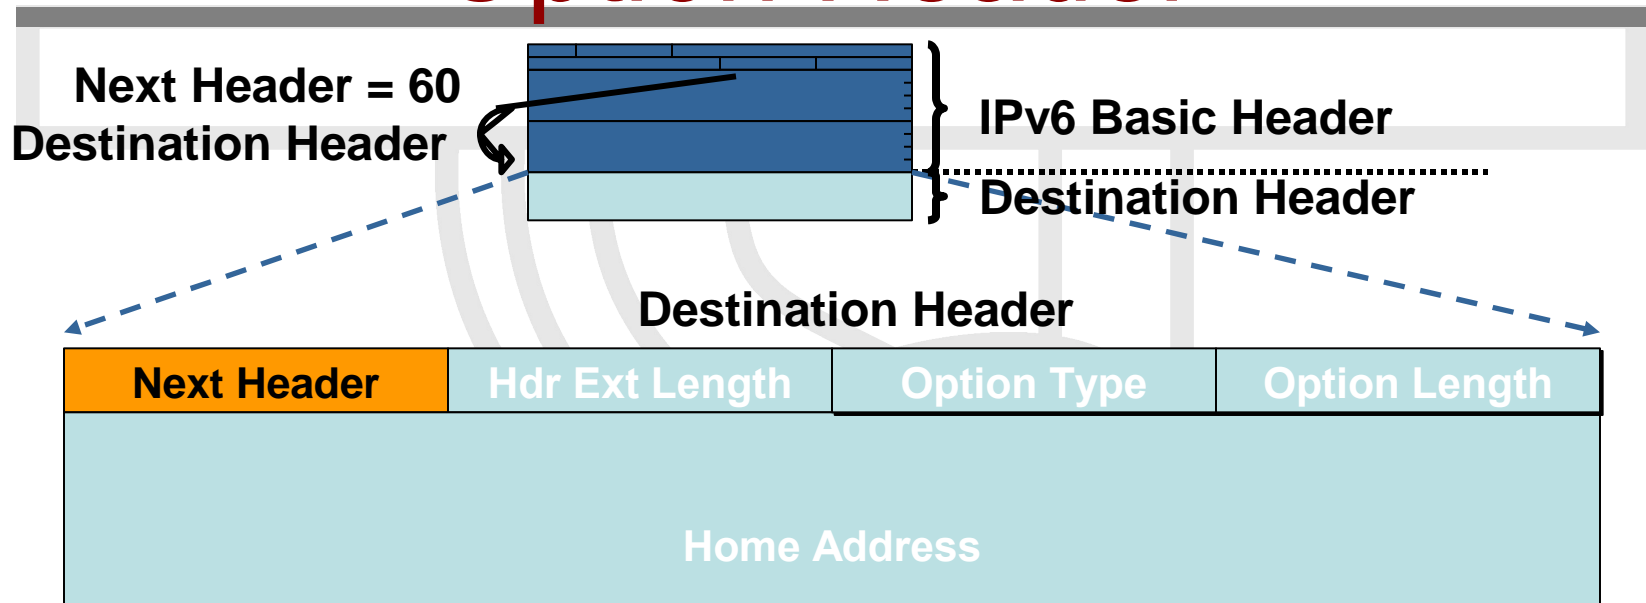 Next Header = 60
Destination Header
IPv6 Basic Header
Destination Header
Destination Header
Next Header Hdr Ext Length Option Type Option Length
Home Address